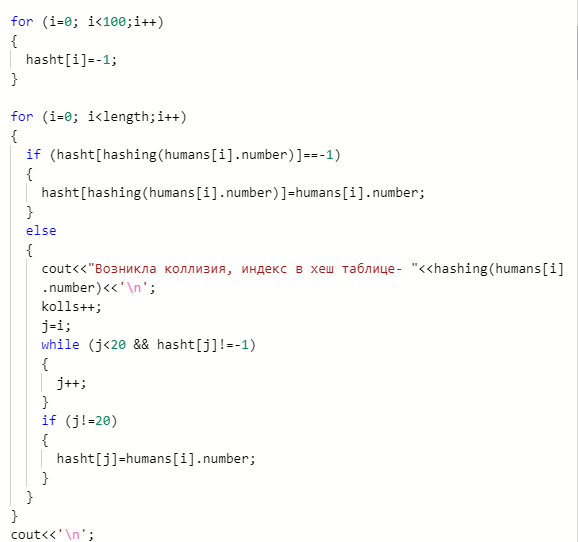 for (i=0; i<100;i++)
{
hasht[i]=-1;
}
for (i=0; i<length;i++)
{
if (hasht[hashing(humans[i].number)]==-1)
{
hasht[hashing(humans[i].number)]=humans[i].number;
}
else
{
cout<<"Возникла коллизия, индекс в хеш таблице- "<<hashing(humans[i]
.number)<<'\n';
kolls++;
j=i;
while (j<20 && hasht[j]!=-1)
{
j++;
}
if (j!=20)
{
hasht[j]=humans[i].number;
}
}
}
cout<<'\n';